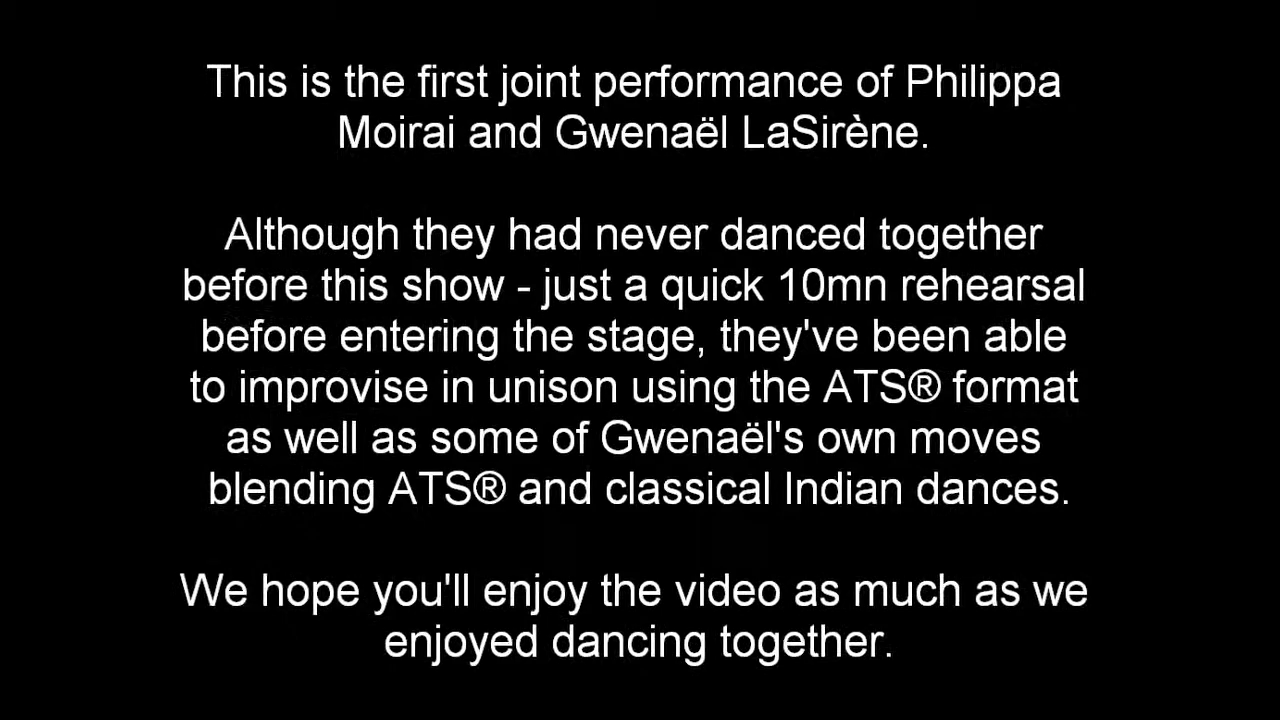 This is the first joint performance of Philippa
Moirai and Gwenaël LaSirène.
Although they had never danced together
before this show - just a quick 10mn rehearsal
before entering the stage, they've been able
to improvise in unison using the ATS® format
as well as some of Gwenaël's own moves
blending ATS® and classical Indian dances.
We hope you'll enjoy the video as much as we
enjoyed dancing together.